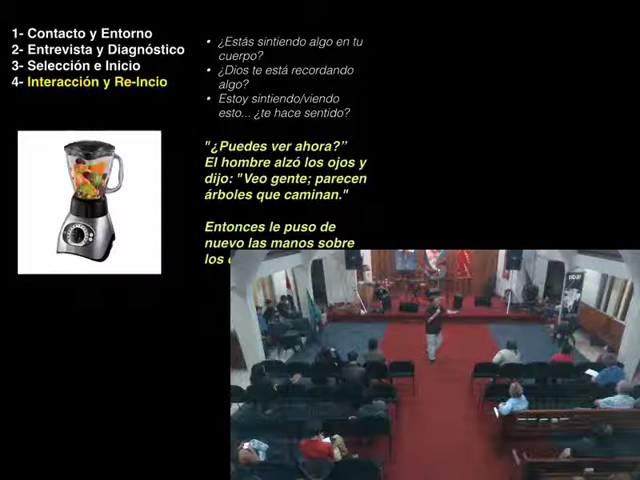 1- Contacto y Entorno
2- Entrevista y Diagnóstico
3- Selección e Inicio
4- Interacción y Re-Incio
• ¿Estás sintiendo algo en tu
cuerpo?
• ¿Dios te está recordando
algo?
• Estoy sintiendo/viendo
esto... ¿te hace sentido?
"¿Puedes ver ahora?"
El hombre alzó los ojos y
dijo: "Veo gente; parecen
árboles que caminan."
Entonces le puso de
nuevo las manos sobre
los